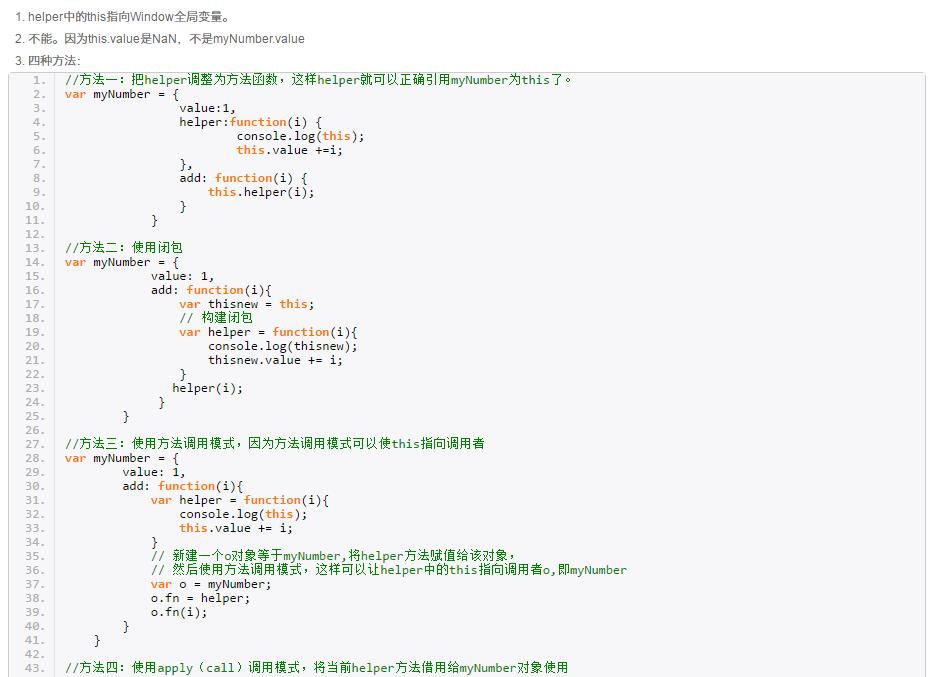 1. helper中的this指向Window全局变量。
2. 不能。因为this.value是NaN，不是myNumber.value
3. 四种方法：
1. //方法一：把helper调整为方法函数，这样helper就可以正确引用myNumber为this了。
2. var myNumber = {
3. value:1,
4. helper:function(i) {
5. console.log(this);
6. this.value +=i;
7. },
8. add: function(i) {
9. this.helper(i);
10. }
11. }
12.
13. //方法二：使用闭包
14. var myNumber = {
15. value: 1,
16. add: function(i){
17. var thisnew = this;
18. // 构建闭包
19. var helper = function(i){
20. console.log(thisnew);
21. thisnew.value += i;
22. }
23. helper(i);
24. }
25. }
26.
27. //方法三：使用方法调用模式，因为方法调用模式可以使this指向调用者
28. var myNumber = {
29. value: 1,
30. add: function(i){
31. var helper = function(i){
32. console.log(this);
33. this.value += i;
34. }
35. // 新建一个o对象等于myNumber,将helper方法赋值给该对象，
36. // 然后使用方法调用模式，这样可以让helper中的this指向调用者o,即myNumber
37. var o = myNumber;
38. o.fn = helper;
39. o.fn(i);
40. }
41. }
42.
43. //方法四：使用apply（call）调用模式，将当前helper方法借用给myNumber对象使用